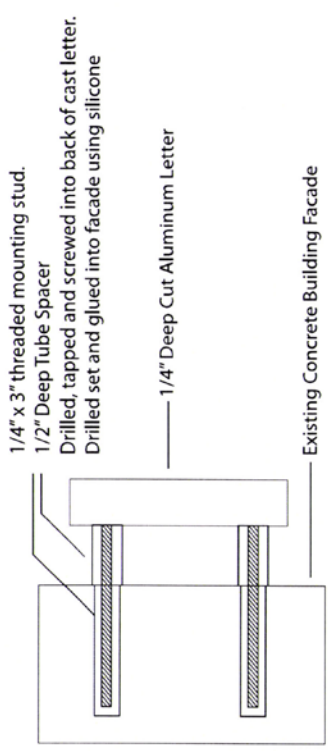 1/4" x 3" threaded mounting stud.
1/2" Deep Tube Spacer
Drilled, tapped and screwed into back of cast letter.
Drilled set and glued into facade using silicone
1/4" Deep Cut Aluminum Letter
Existing Concrete Building Facade